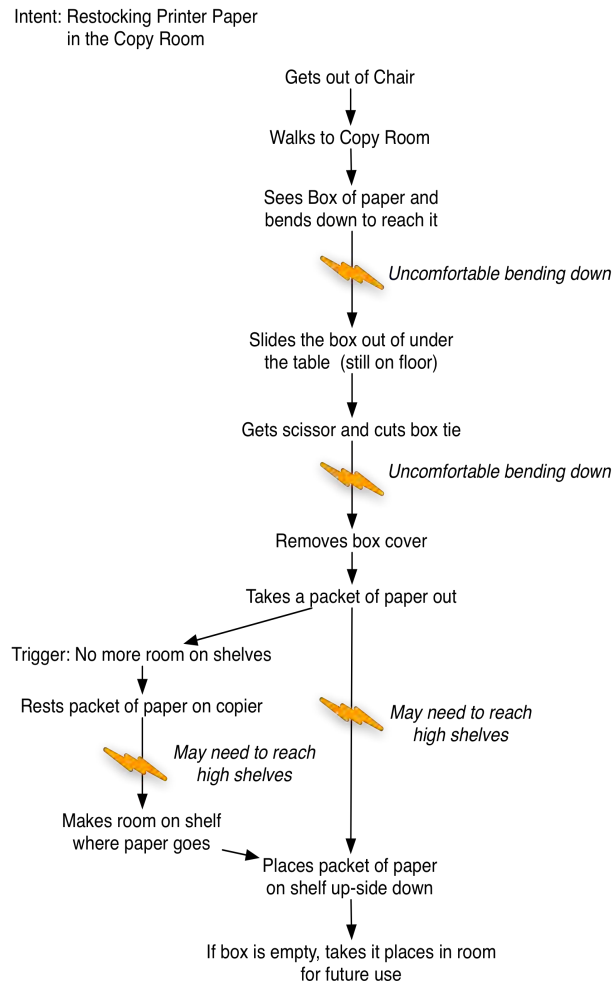 Intent: Restocking Printer Paper
in the Copy Room
Gets out of Chair
Walks to Copy Room
Sees Box of paper and
bends down to reach it
Uncomfortable bending down
Slides the box out of under
the table (still on floor)
Gets scissor and cuts box tie
Uncomfortable bending down
Removes box cover
Takes a packet of paper out
Trigger: No more room on shelves
Rests packet of paper on copier
May need to reach
high shelves
May need to reach
high shelves
Makes room on shelf
where paper goes
Places packet of paper
on shelf up-side down
If box is empty, takes it places in room
for future use